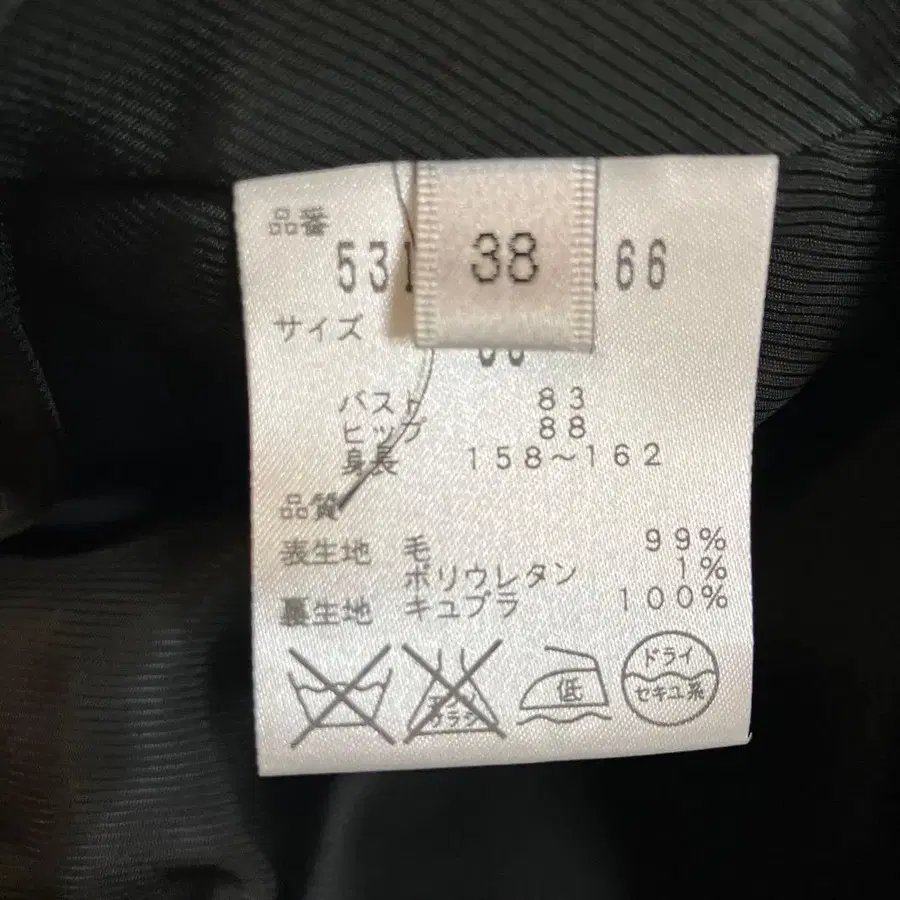 品番
531 38 66
サイズ
バスト 83
ヒップ 88
身長 158～162
品質
表生地 毛 99%
ポリウレタン 1%
裏生地 キュプラ 100%
低
ドライ
セキユ系